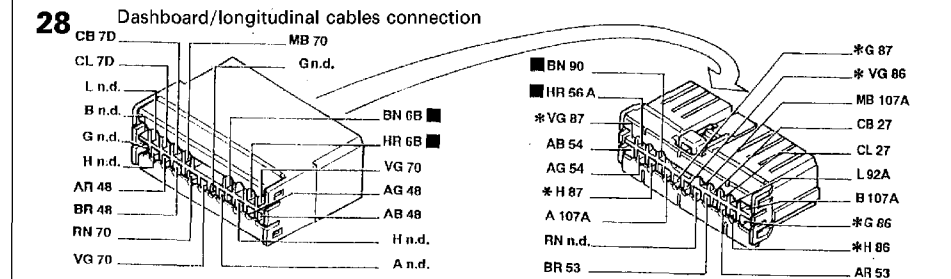 28 Dashboard/longitudinal cables connection
CB 7D
CL 7D
L n.d.
B n.d.
G n.d.
H n.d.
AR 48
BR 48
RN 70
VG 70
MB 70
G n.d.
BN 6B ■
HR 6B ■
VG 70
AG 48
AB 48
H n.d.
A n.d.
■ BN 90
■ HR 56 A
* VG 87
AB 54
AG 54
* H 87
A 107A
RN n.d.
BR 53
* G 87
* VG 86
MB 107A
CB 27
CL 27
L 92A
B 107A
* G 86
* H 86
AR 53